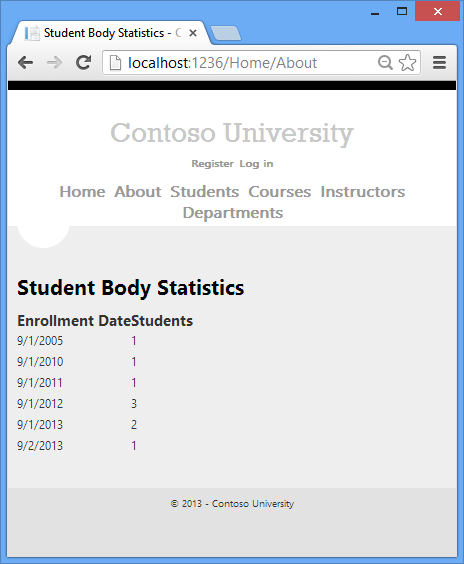 Student Body Statistics - C
localhost:1236/Home/About
Contoso University
Register Log in
Home About Students Courses Instructors
Departments
Student Body Statistics
Enrollment DateStudents
9/1/2005 1
9/1/2010 1
9/1/2011 1
9/1/2012 3
9/1/2013 2
9/2/2013 1
© 2013 - Contoso University